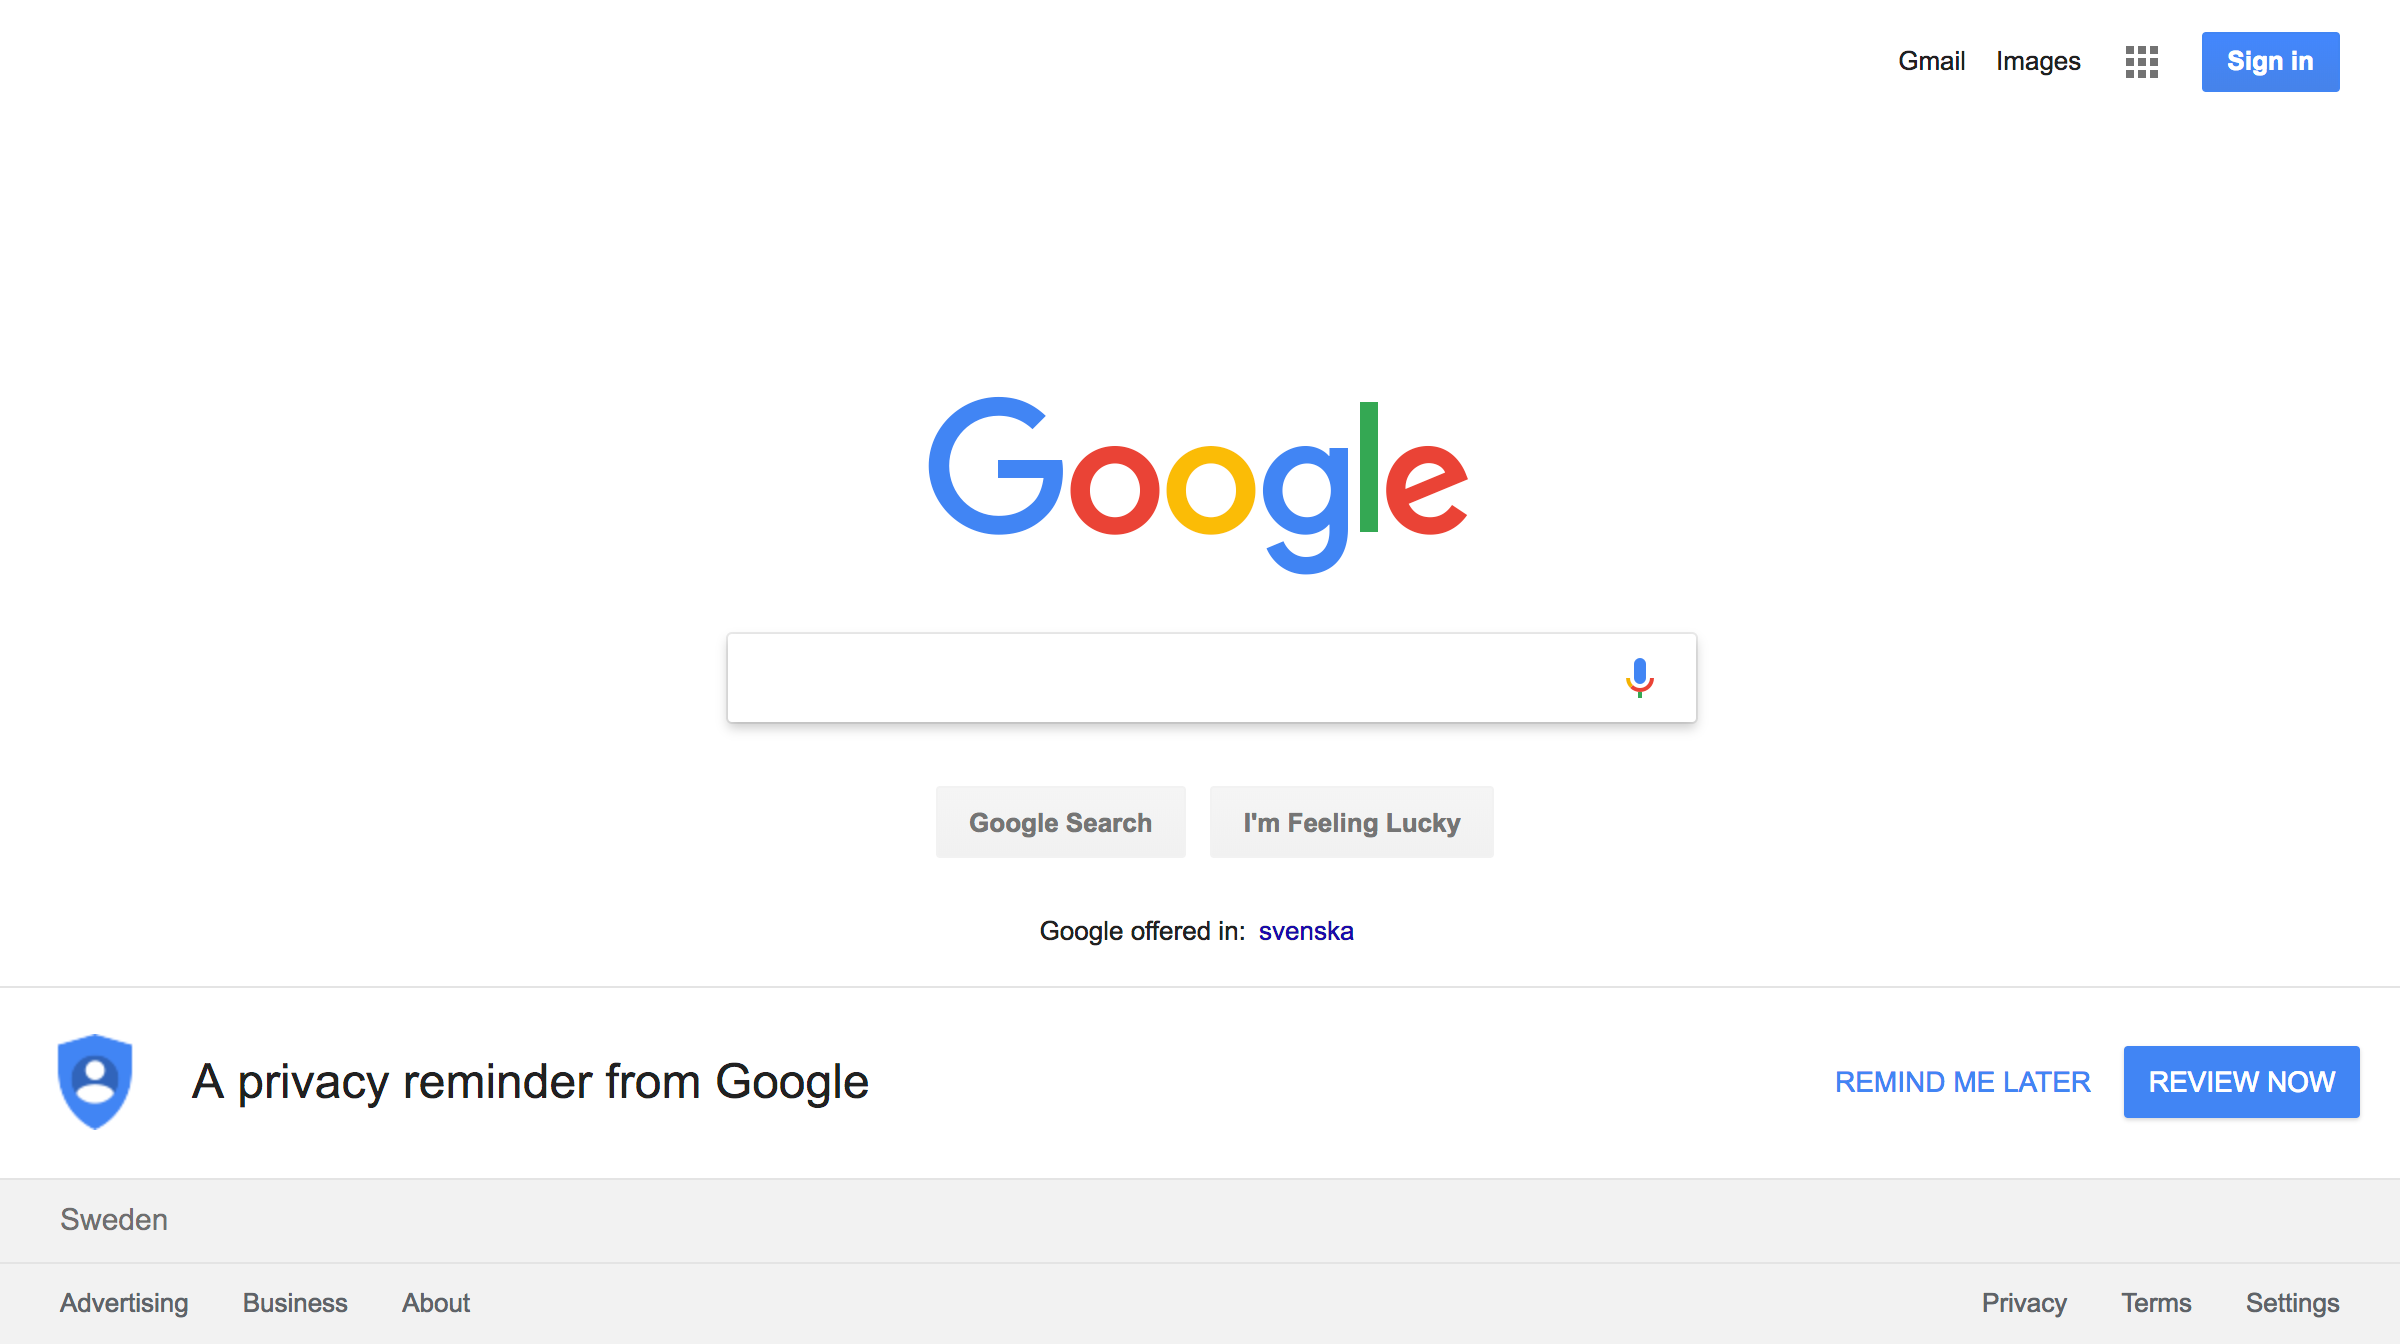 Gmail Images Sign in
Google
Google Search I'm Feeling Lucky
Google offered in: svenska
A privacy reminder from Google REMIND ME LATER REVIEW NOW
Sweden
Advertising Business About Privacy Terms Settings